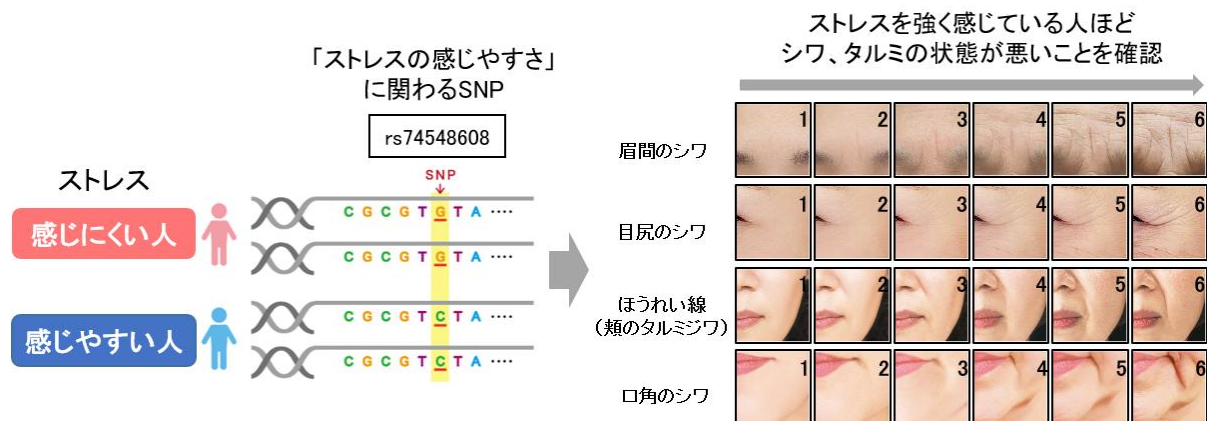 「ストレスの感じやすさ」
に関わるSNP
rs74548608
ストレス
SNP
感じにくい人
C G C G T G T A ････
C G C G T G T A ････
感じやすい人
C G C G T C T A ････
C G C G T C T A ････
ストレスを強く感じている人ほど
シワ、タルミの状態が悪いことを確認
眉間のシワ
1 2 3 4 5 6
目尻のシワ
1 2 3 4 5 6
ほうれい線
（頬のタルミジワ）
1 2 3 4 5 6
口角のシワ
1 2 3 4 5 6